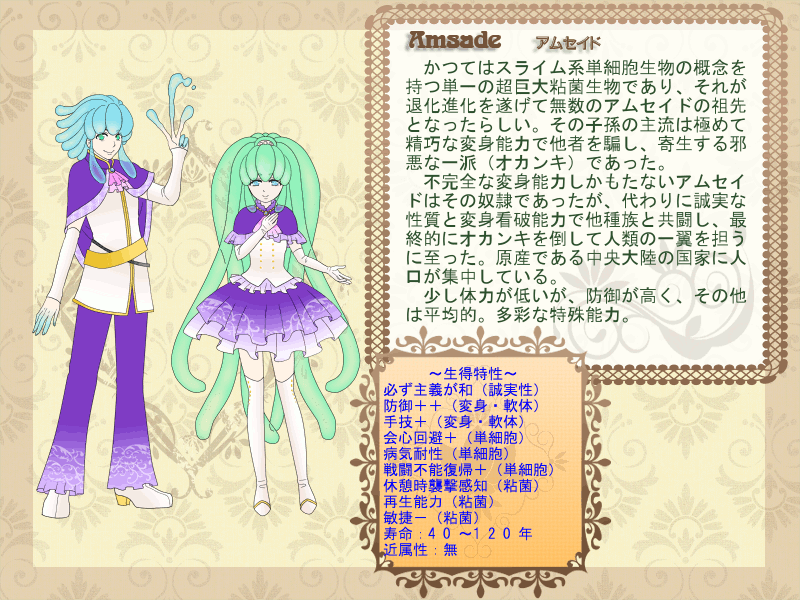 Amsade　アムセイド
　かつてはスライム系単細胞生物の概念を
持つ単一の超巨大粘菌生物であり、それが
退化進化を遂げて無数のアムセイドの祖先
となったらしい。その子孫の主流は極めて
精巧な変身能力で他者を騙し、寄生する邪
悪な一派（オカンキ）であった。
　不完全な変身能力しかもたないアムセイ
ドはその奴隷であったが、代わりに誠実な
性質と変身看破能力で他種族と共闘し、最
終的にオカンキを倒して人類の一翼を担う
に至った。原産である中央大陸の国家に人
口が集中している。
　少し体力が低いが、防御が高く、その他
は平均的。多彩な特殊能力。
～生得特性～
必ず主義が和（誠実性）
防御＋＋（変身・軟体）
手技＋（変身・軟体）
会心回避＋（単細胞）
病気耐性（単細胞）
戦闘不能復帰＋（単細胞）
休憩時襲撃感知（粘菌）
再生能力（粘菌）
敏捷－（粘菌）
寿命：４０～１２０年
近属性：無